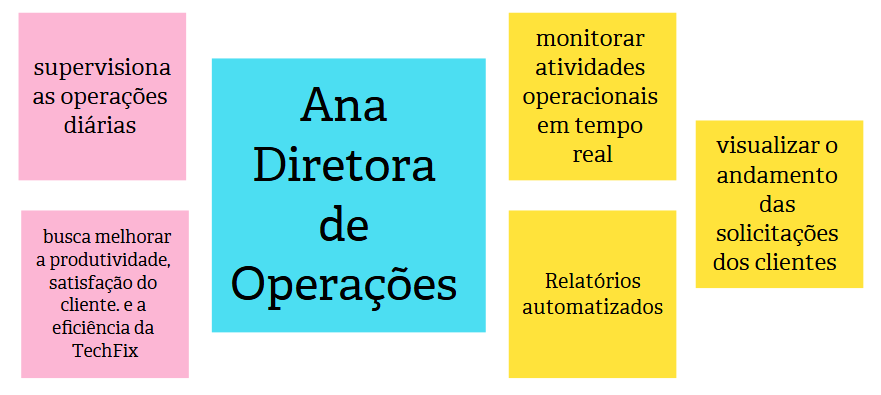 supervisiona
as operações
diárias
busca melhorar
a produtividade,
satisfação do
cliente. e a
eficiência da
TechFix
Ana
Diretora
de
Operações
monitorar
atividades
operacionais
em tempo
real
Relatórios
automatizados
visualizar o
andamento
das
solicitações
dos clientes